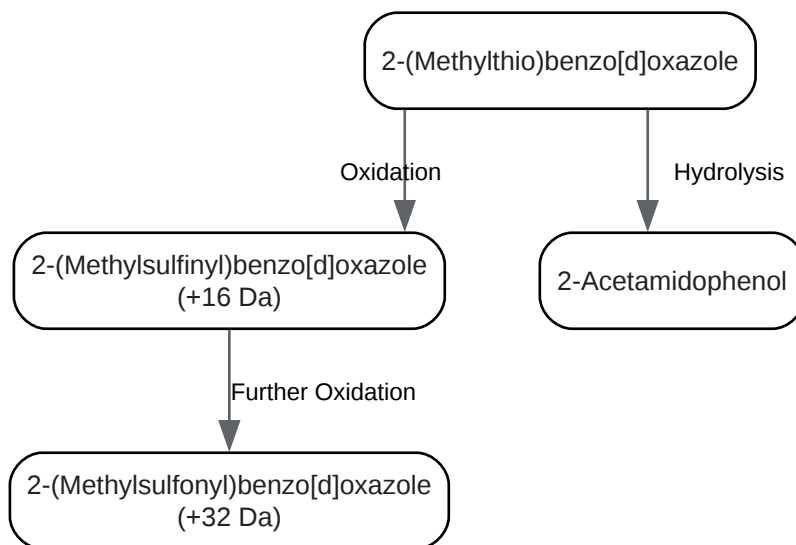 2-(Methylthio)benzo[d]oxazole
Oxidation
Hydrolysis
2-(Methylsulfinyl)benzo[d]oxazole
(+16 Da)
2-Acetamidophenol
Further Oxidation
2-(Methylsulfonyl)benzo[d]oxazole
(+32 Da)